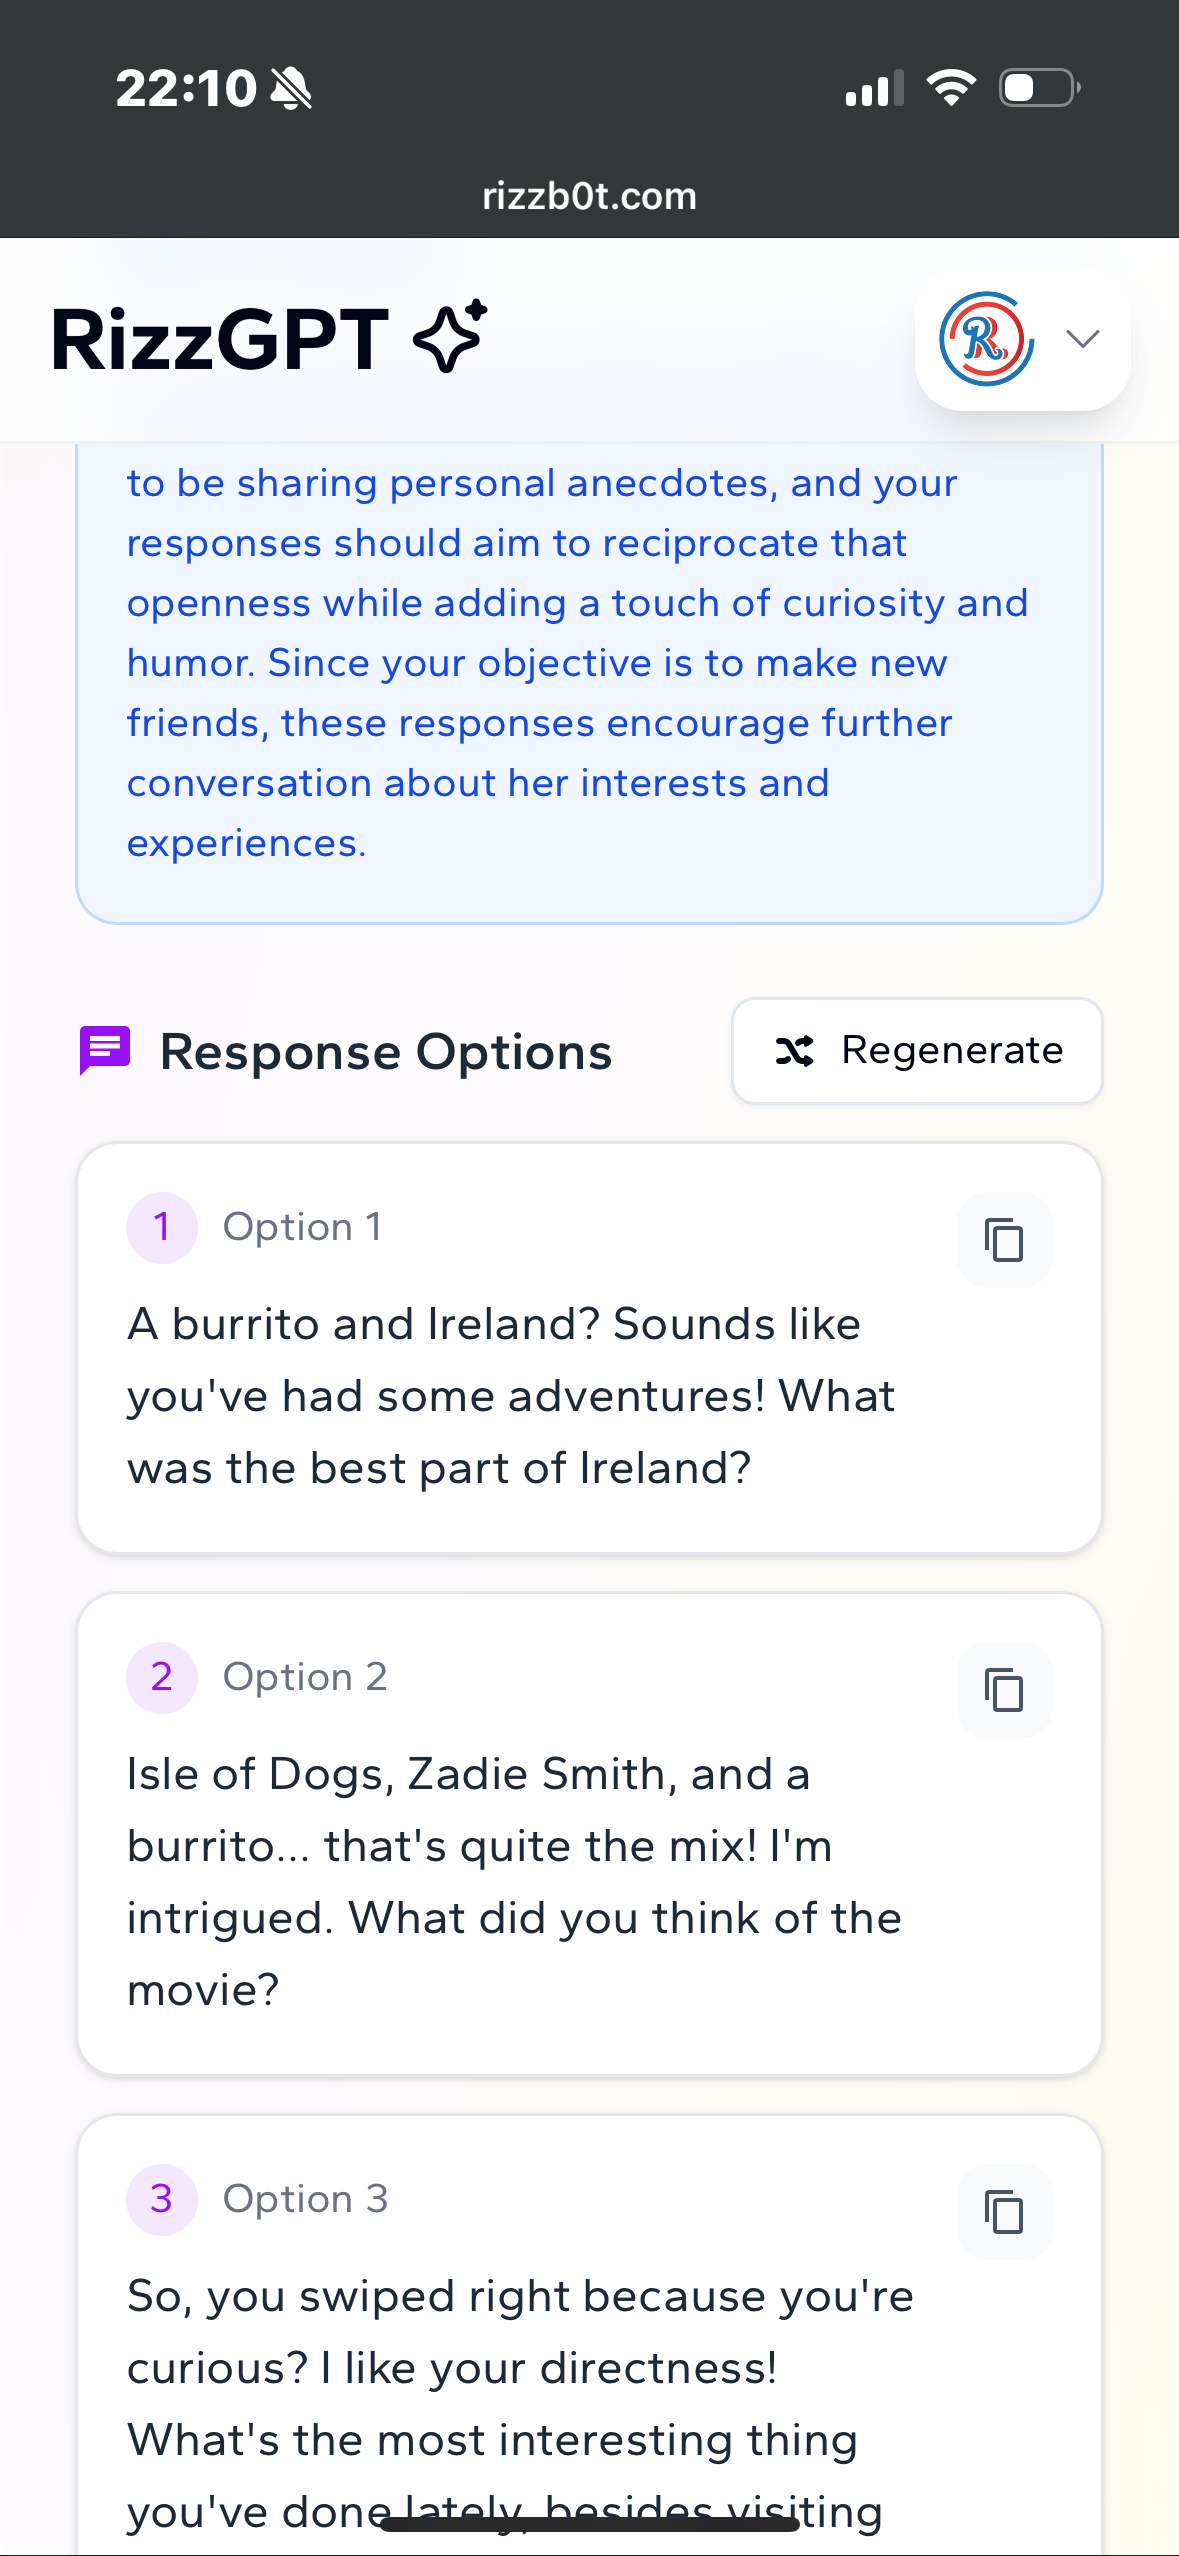 22:10
rizzb0t.com
RizzGPT
R
to be sharing personal anecdotes, and your
responses should aim to reciprocate that
openness while adding a touch of curiosity and
humor. Since your objective is to make new
friends, these responses encourage further
conversation about her interests and
experiences.
Response Options
Regenerate
1 Option 1
A burrito and Ireland? Sounds like
you've had some adventures! What
was the best part of Ireland?
2 Option 2
Isle of Dogs, Zadie Smith, and a
burrito... that's quite the mix! I'm
intrigued. What did you think of the
movie?
3 Option 3
So, you swiped right because you're
curious? I like your directness!
What's the most interesting thing
you've done lately, besides visiting